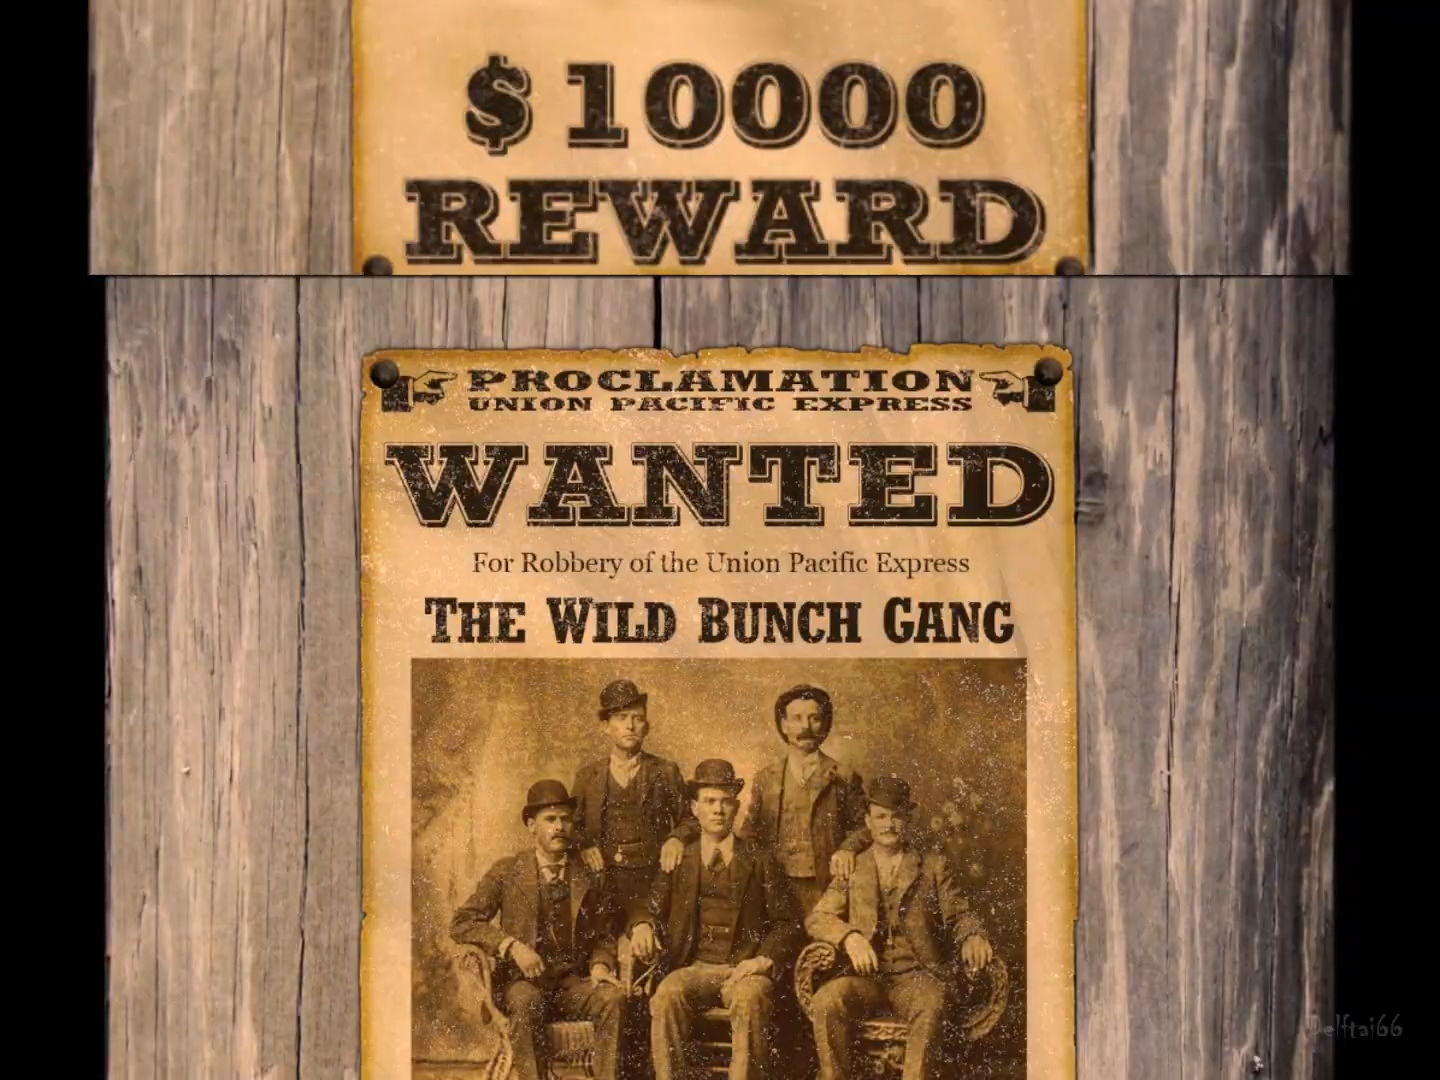 $ 10000
REWARD
PROCLAMATION
UNION PACIFIC EXPRESS
WANTED
For Robbery of the Union Pacific Express
THE WILD BUNCH GANG
Delftai66